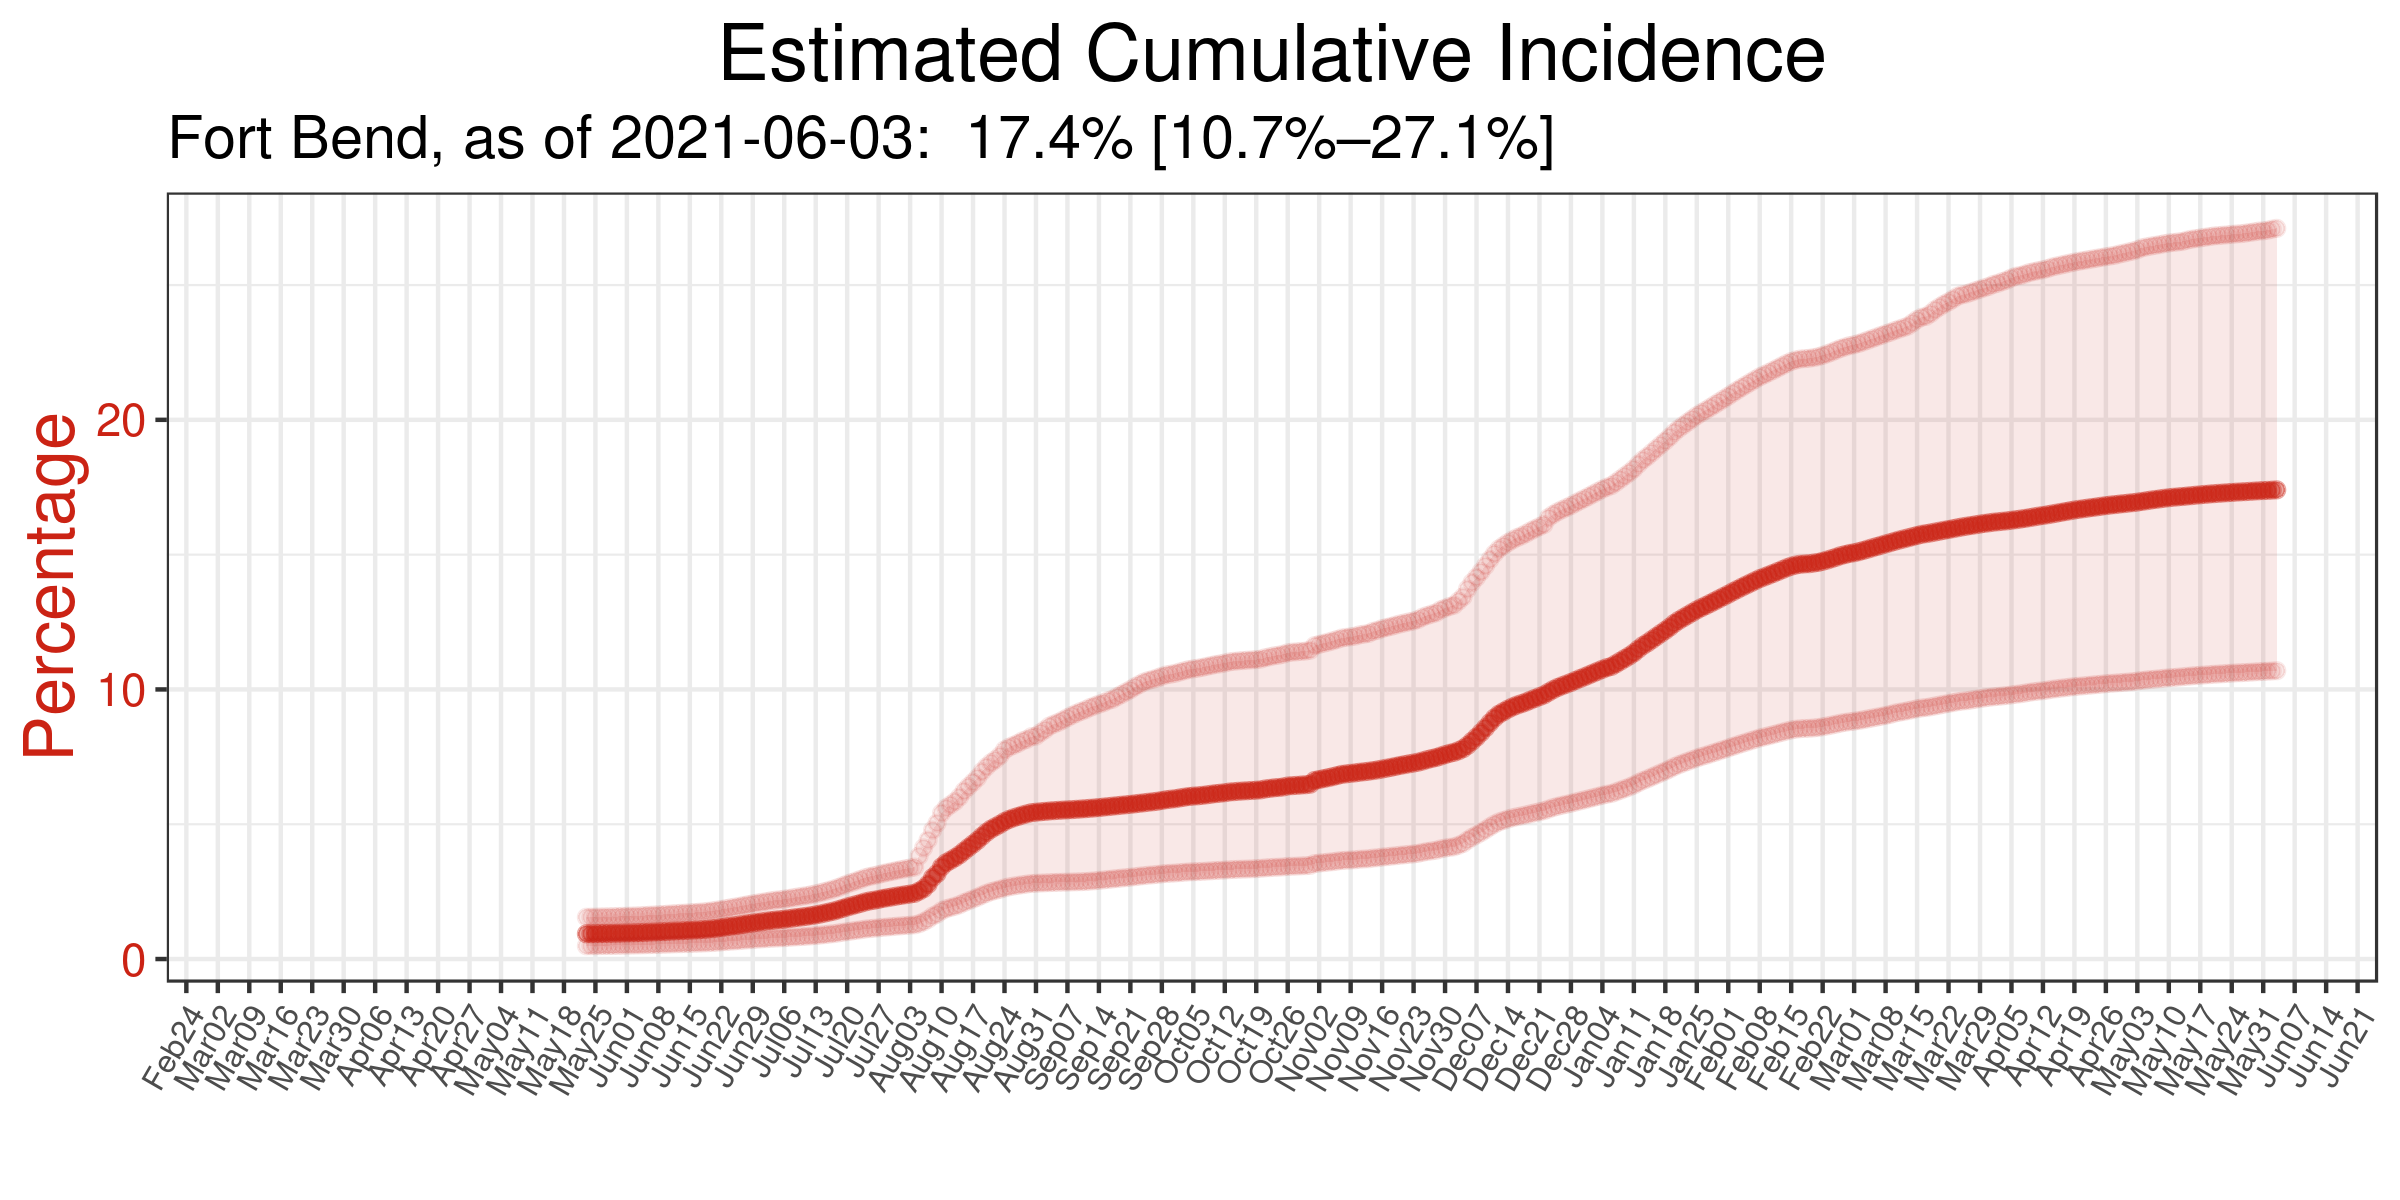 Estimated Cumulative Incidence
Fort Bend, as of 2021-06-03:  17.4% [10.7%–27.1%]
Percentage
20
10
0
Feb24
Mar02
Mar09
Mar16
Mar23
Mar30
Apr06
Apr13
Apr20
Apr27
May04
May11
May18
May25
Jun01
Jun08
Jun15
Jun22
Jun29
Jul06
Jul13
Jul20
Jul27
Aug03
Aug10
Aug17
Aug24
Aug31
Sep07
Sep14
Sep21
Sep28
Oct05
Oct12
Oct19
Oct26
Nov02
Nov09
Nov16
Nov23
Nov30
Dec07
Dec14
Dec21
Dec28
Jan04
Jan11
Jan18
Jan25
Feb01
Feb08
Feb15
Feb22
Mar01
Mar08
Mar15
Mar22
Mar29
Apr05
Apr12
Apr19
Apr26
May03
May10
May17
May24
May31
Jun07
Jun14
Jun21